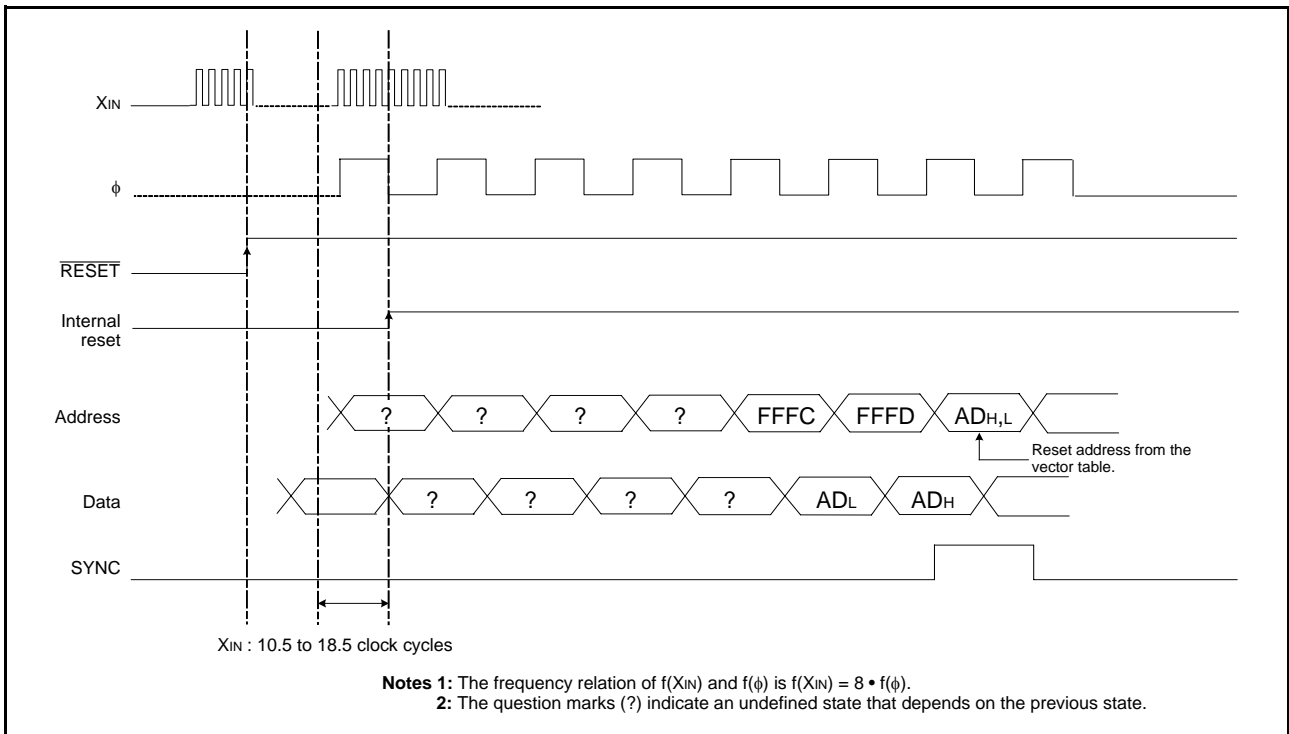 XIN
ϕ
RESET
Internal
reset
Address
? ? ? ? FFFC FFFD ADH,L
Reset address from the
vector table.
Data
? ? ? ? ADL ADH
SYNC
XIN : 10.5 to 18.5 clock cycles
Notes 1: The frequency relation of f(XIN) and f(ϕ) is f(XIN) = 8 • f(ϕ).
2: The question marks (?) indicate an undefined state that depends on the previous state.